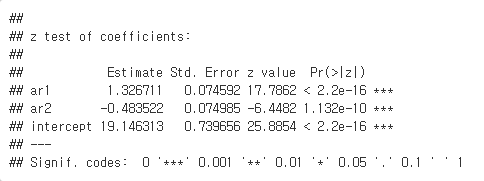 ##
## z test of coefficients:
##
##            Estimate Std. Error z value  Pr(>|z|)
## ar1        1.326711   0.074592 17.7862 < 2.2e-16 ***
## ar2       -0.483522   0.074985 -6.4482 1.132e-10 ***
## intercept 19.146313   0.739656 25.8854 < 2.2e-16 ***
## ---
## Signif. codes:  0 '***' 0.001 '**' 0.01 '*' 0.05 '.' 0.1 ' ' 1